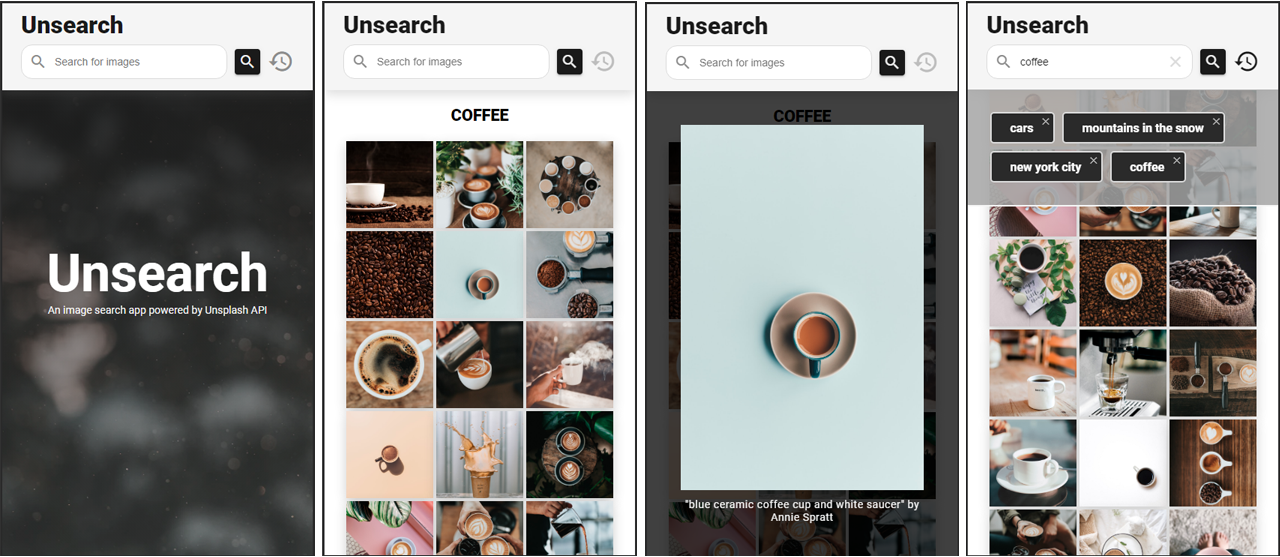 Unsearch
Search for images
Unsearch
An image search app powered by Unsplash API
Unsearch
Search for images
COFFEE
Unsearch
Search for images
COFFEE
"blue ceramic coffee cup and white saucer" by
Annie Spratt
Unsearch
coffee
cars
mountains in the snow
new york city
coffee